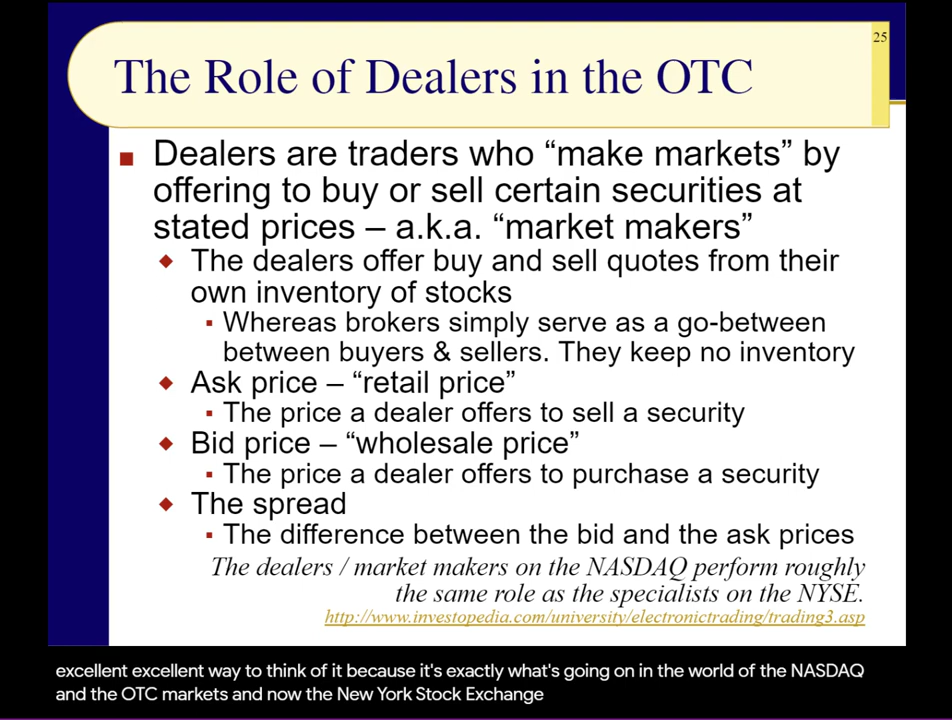 25
The Role of Dealers in the OTC
Dealers are traders who “make markets” by
offering to buy or sell certain securities at
stated prices – a.k.a. “market makers”
The dealers offer buy and sell quotes from their
own inventory of stocks
Whereas brokers simply serve as a go-between
between buyers & sellers. They keep no inventory
Ask price – “retail price”
The price a dealer offers to sell a security
Bid price – “wholesale price”
The price a dealer offers to purchase a security
The spread
The difference between the bid and the ask prices
The dealers / market makers on the NASDAQ perform roughly
the same role as the specialists on the NYSE.
http://www.investopedia.com/university/electronictrading/trading3.asp
excellent excellent way to think of it because it's exactly what's going on in the world of the NASDAQ
and the OTC markets and now the New York Stock Exchange